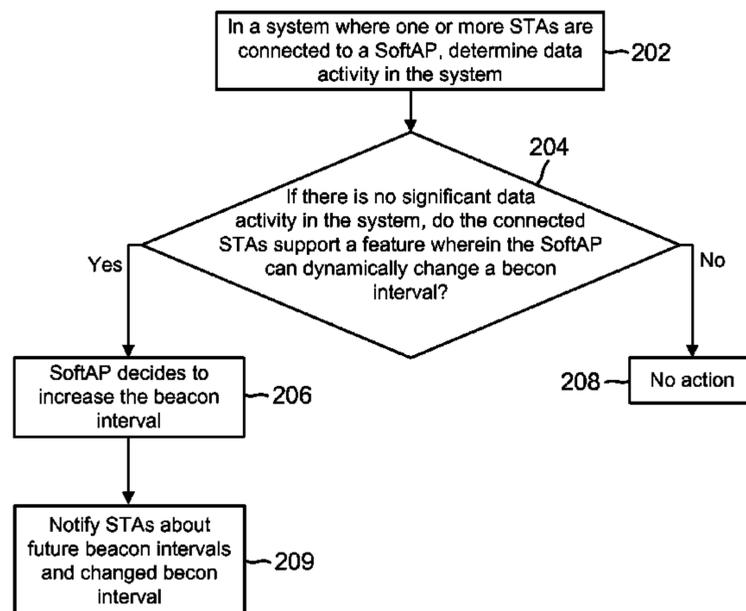 In a system where one or more STAs are
connected to a SoftAP, determine data
activity in the system
202
204
If there is no significant data
activity in the system, do the connected
STAs support a feature wherein the SoftAP
can dynamically change a becon
interval?
Yes
No
SoftAP decides to
increase the beacon
interval
206
208
No action
Notify STAs about
future beacon intervals
and changed becon
interval
209